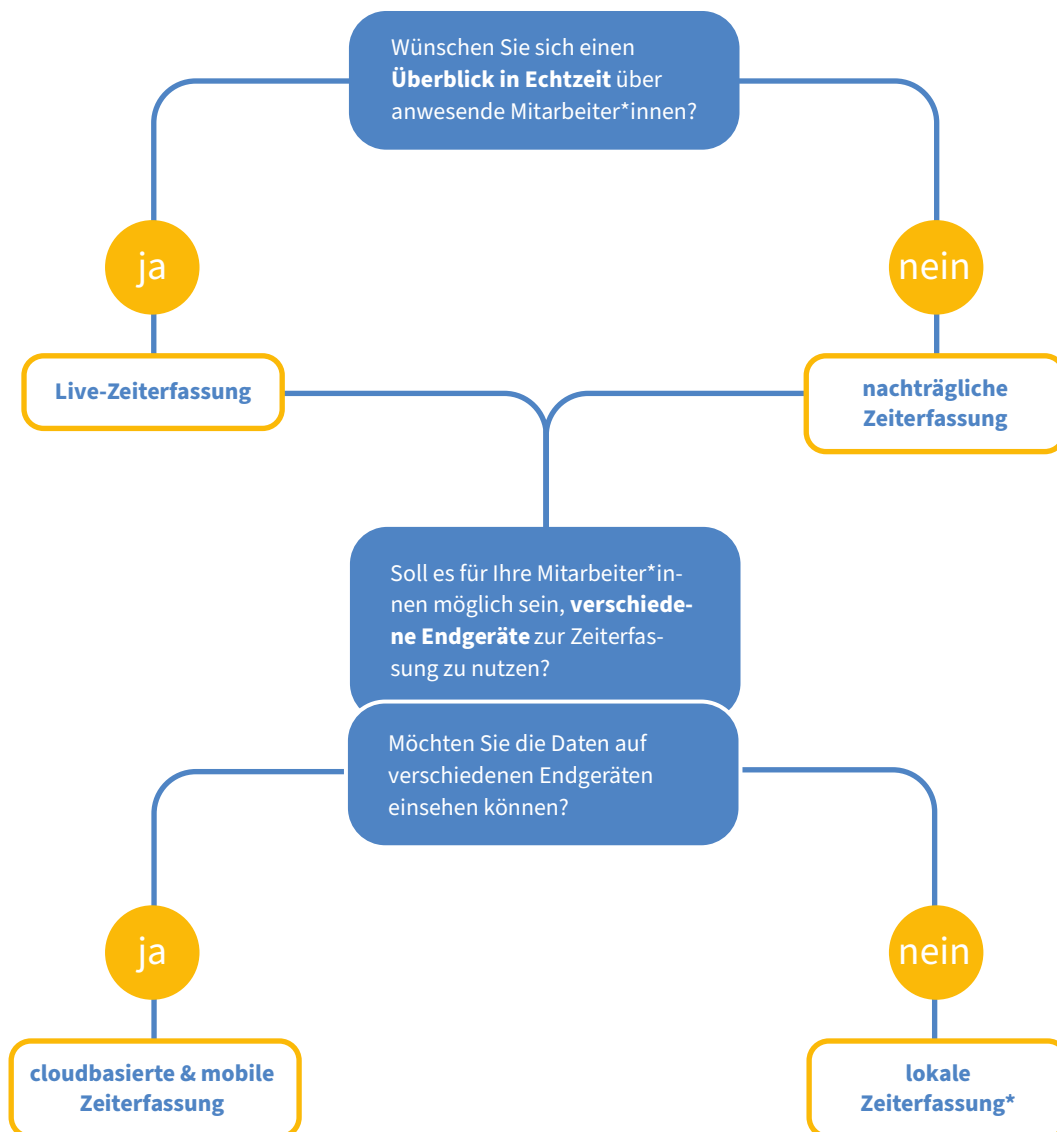 Wünschen Sie sich einen
Überblick in Echtzeit über
anwesende Mitarbeiter*innen?
ja
nein
Live-Zeiterfassung
nachträgliche
Zeiterfassung
Soll es für Ihre Mitarbeiter*in-
nen möglich sein, verschiede-
ne Endgeräte zur Zeiterfas-
sung zu nutzen?
Möchten Sie die Daten auf
verschiedenen Endgeräten
einsehen können?
ja
nein
cloudbasierte & mobile
Zeiterfassung
lokale
Zeiterfassung*